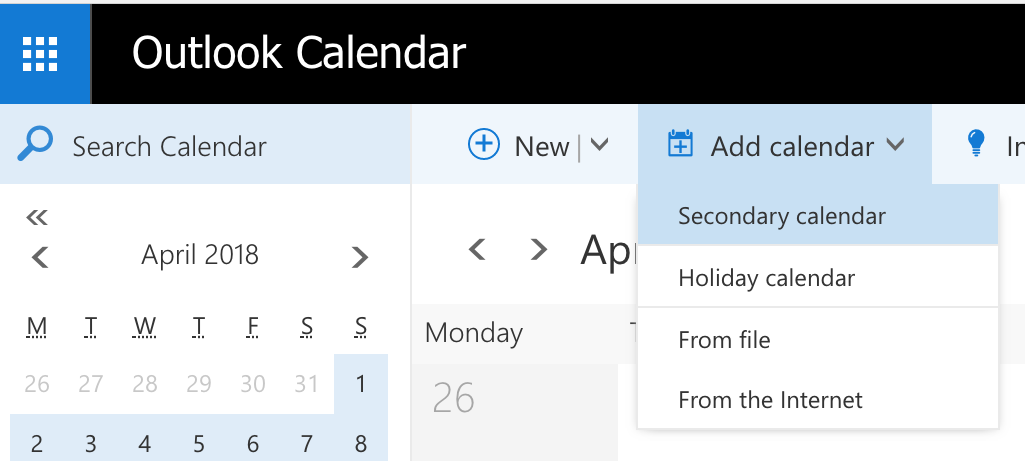 Outlook Calendar
Search Calendar
New
Add calendar
Secondary calendar
Holiday calendar
From file
From the Internet
April 2018
M T W T F S S
26 27 28 29 30 31 1
2 3 4 5 6 7 8
Monday
26